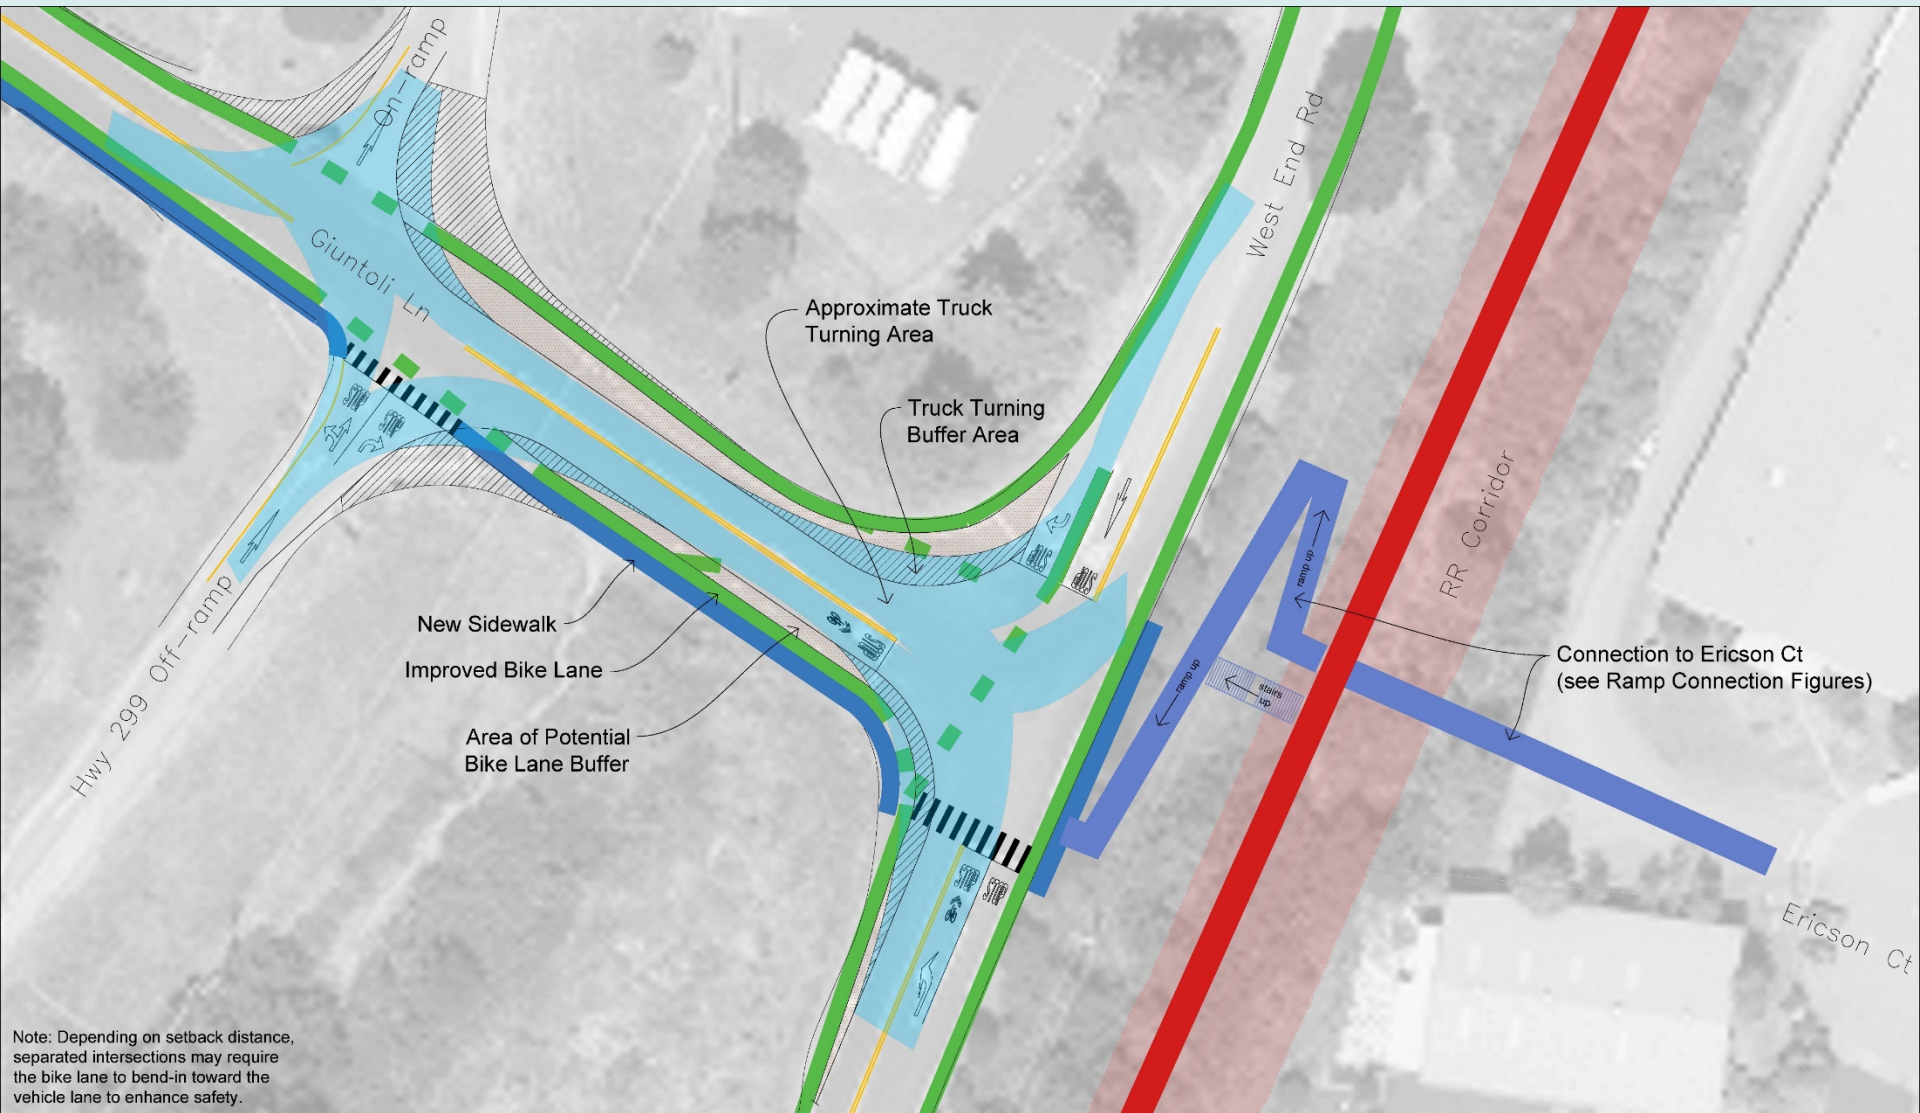 On-ramp
West End Rd
Giuntoli Ln
Approximate Truck
Turning Area
Truck Turning
Buffer Area
RR Corridor
ramp up
ramp up
stairs
up
New Sidewalk
Improved Bike Lane
Area of Potential
Bike Lane Buffer
Connection to Ericson Ct
(see Ramp Connection Figures)
Hwy 299 Off-ramp
Ericson Ct
Note: Depending on setback distance,
separated intersections may require
the bike lane to bend-in toward the
vehicle lane to enhance safety.